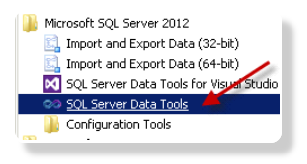 Microsoft SQL Server 2012
Import and Export Data (32-bit)
Import and Export Data (64-bit)
SQL Server Data Tools for Visual Studio
SQL Server Data Tools
Configuration Tools